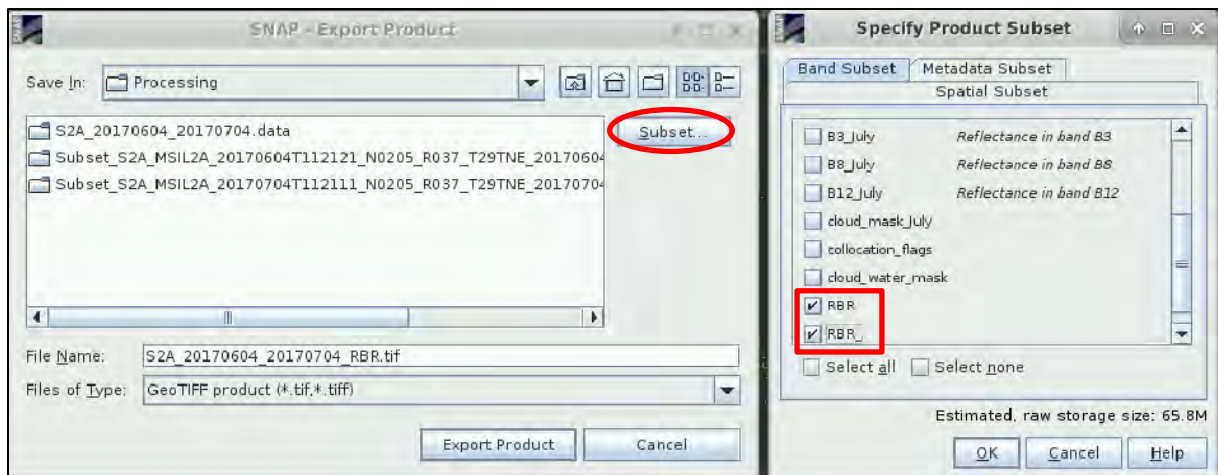 SNAP - Export Product
Save In: Processing
S2A_20170604_20170704.data
Subset_S2A_MSIL2A_20170604T112121_N0205_R037_T29TNE_20170604
Subset_S2A_MSIL2A_20170704T112111_N0205_R037_T29TNE_20170704
Subset...
File Name: S2A_20170604_20170704_RBR.tif
Files of Type: GeoTIFF product (*.tif,*.tiff)
Export Product Cancel
Specify Product Subset
Band Subset Metadata Subset
Spatial Subset
B3_July Reflectance in band B3
B8_July Reflectance in band B8
B12_July Reflectance in band B12
cloud_mask_July
collocation_flags
cloud_water_mask
RBR
RBR_
Select all Select none
Estimated, raw storage size: 65.8M
OK Cancel Help